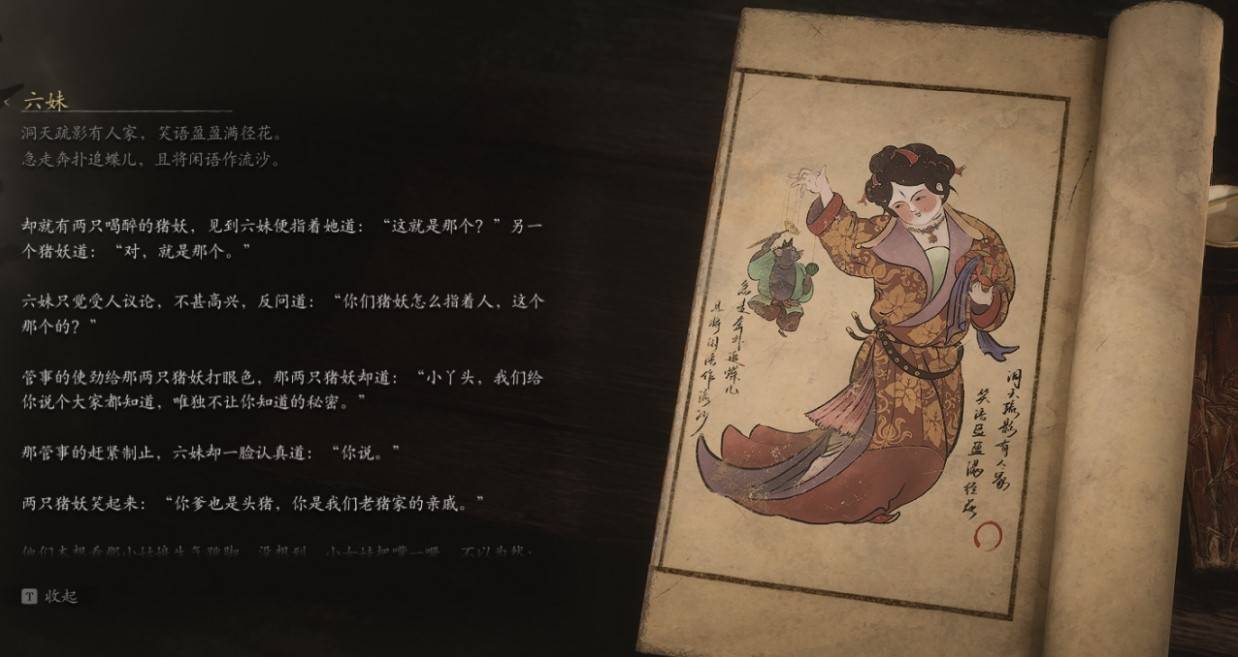 六妹
洞天疏影有人家，笑语盈盈满径花。
急走奔扑追蝶儿，且将闲语作流沙。
却就有两只喝醉的猪妖，见到六妹便指着她道：“这就是那个？”另一
个猪妖道：“对，就是那个。”
六妹只觉受人议论，不甚高兴，反问道：“你们猪妖怎么指着人，这个
那个的？”
管事的使劲给那两只猪妖打眼色，那两只猪妖却道：“小丫头，我们给
你说个大家都知道，唯独不让你知道的秘密。”
那管事的赶紧制止，六妹却一脸认真道：“你说。”
两只猪妖笑起来：“你爹也是头猪，你是我们老猪家的亲戚。”
T 收起
洞天疏影有人家
笑语盈盈满径花
急走奔扑追蝶儿
且将闲语作流沙